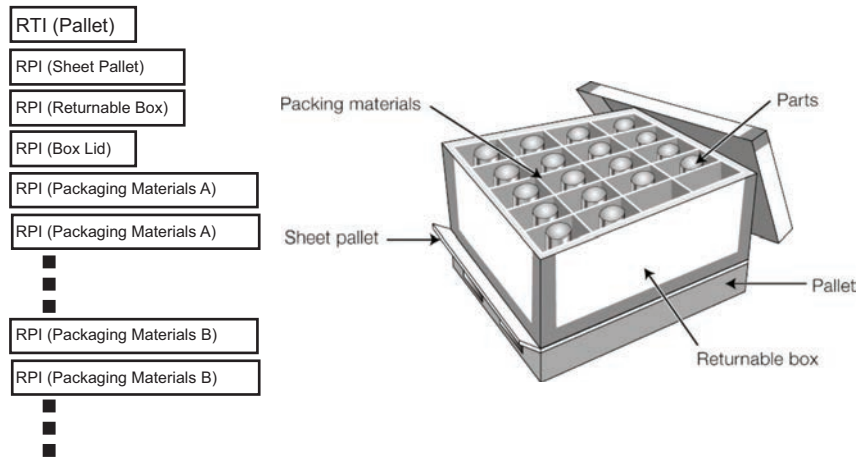 RTI (Pallet)
RPI (Sheet Pallet)
RPI (Returnable Box)
RPI (Box Lid)
RPI (Packaging Materials A)
RPI (Packaging Materials A)
RPI (Packaging Materials B)
RPI (Packaging Materials B)
Packing materials
Parts
Sheet pallet
Pallet
Returnable box